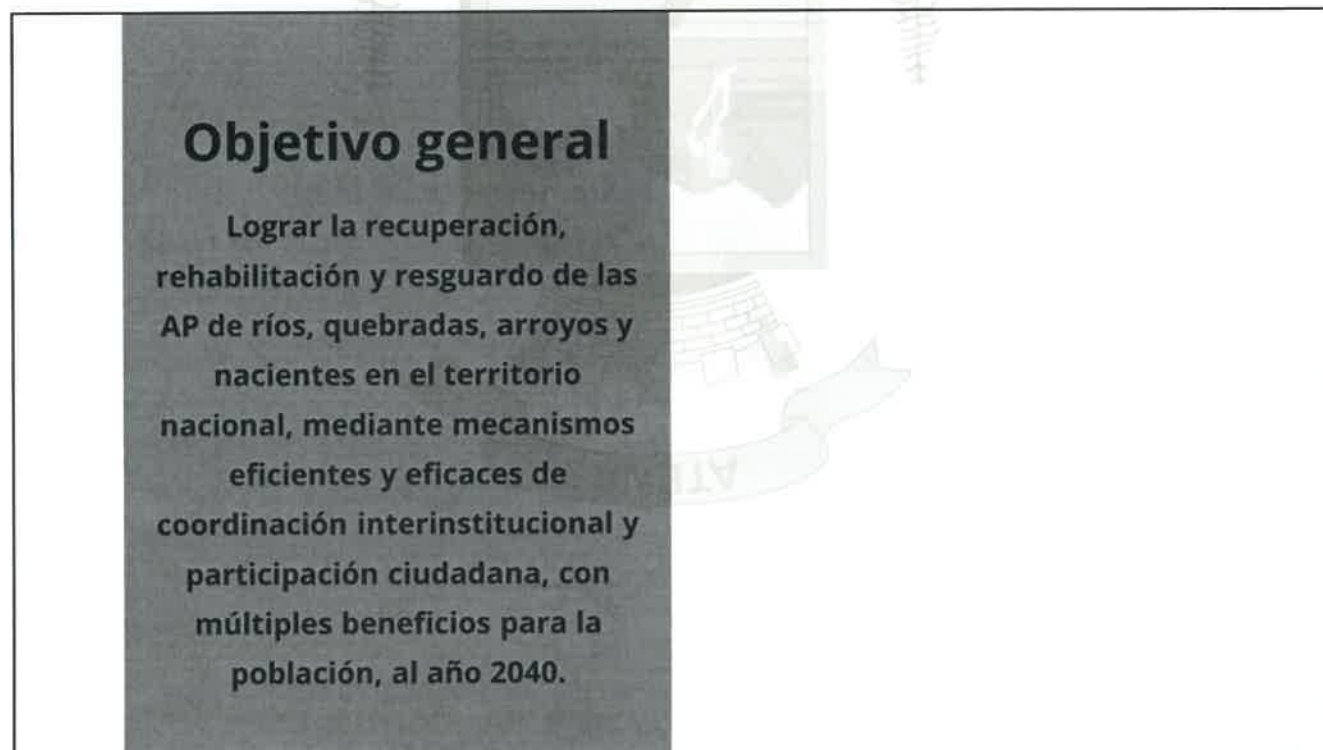 Objetivo general
Lograr la recuperación,
rehabilitación y resguardo de las
AP de ríos, quebradas, arroyos y
nacientes en el territorio
nacional, mediante mecanismos
eficientes y eficaces de
coordinación interinstitucional y
participación ciudadana, con
múltiples beneficios para la
población, al año 2040.